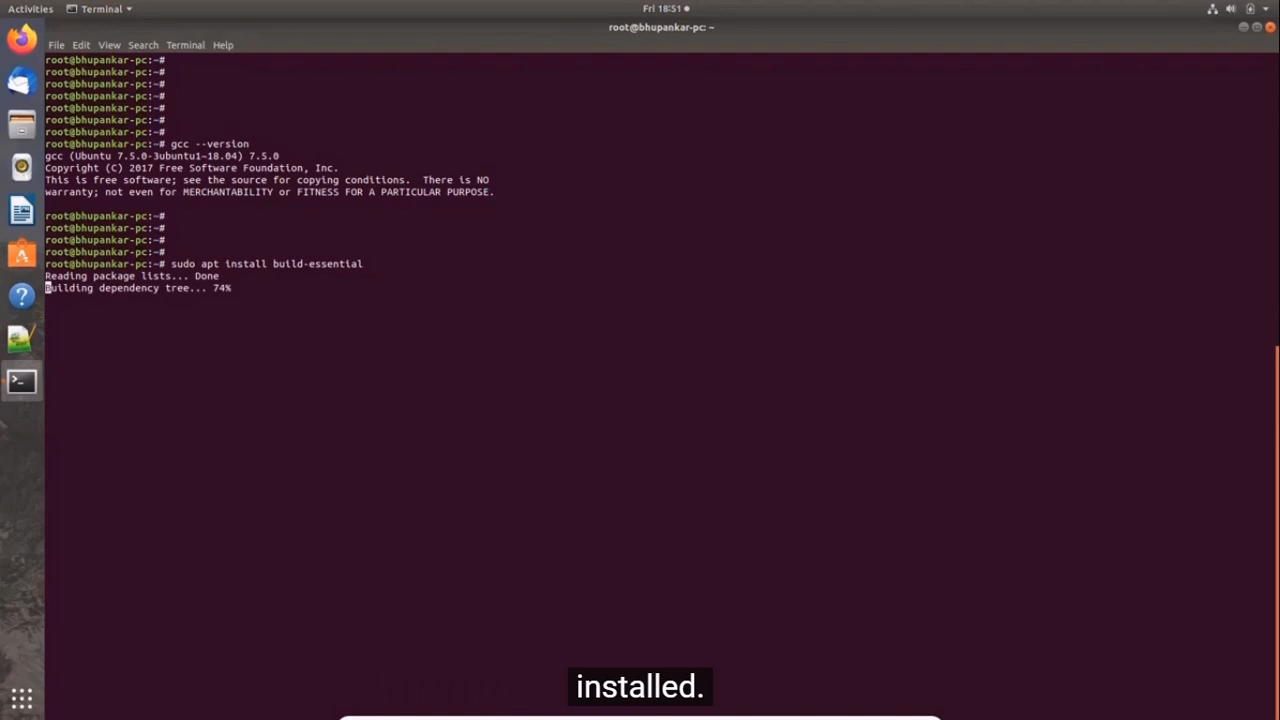 Activities Terminal Fri 18:51
root@bhupankar-pc: ~
File Edit View Search Terminal Help
root@bhupankar-pc:~#
root@bhupankar-pc:~#
root@bhupankar-pc:~#
root@bhupankar-pc:~#
root@bhupankar-pc:~#
root@bhupankar-pc:~#
root@bhupankar-pc:~#
root@bhupankar-pc:~# gcc --version
gcc (Ubuntu 7.5.0-3ubuntu1~18.04) 7.5.0
Copyright (C) 2017 Free Software Foundation, Inc.
This is free software; see the source for copying conditions.  There is NO
warranty; not even for MERCHANTABILITY or FITNESS FOR A PARTICULAR PURPOSE.
root@bhupankar-pc:~#
root@bhupankar-pc:~#
root@bhupankar-pc:~#
root@bhupankar-pc:~#
root@bhupankar-pc:~# sudo apt install build-essential
Reading package lists... Done
Building dependency tree... 74%
installed.